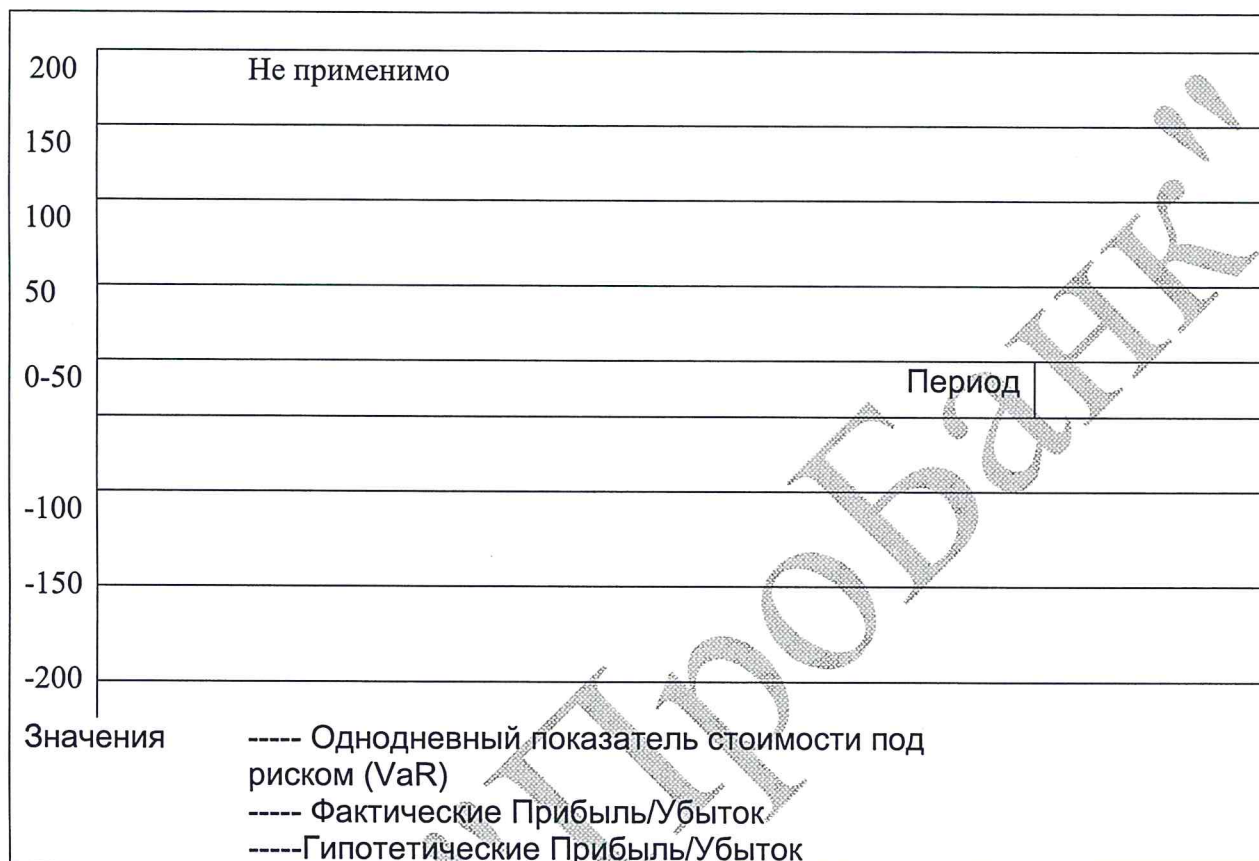 200
Не применимо
150
100
50
0-50
Период
-100
-150
-200
Значения
----- Однодневный показатель стоимости под
риском (VaR)
----- Фактические Прибыль/Убыток
-----Гипотетические Прибыль/Убыток
"ПроБанк"